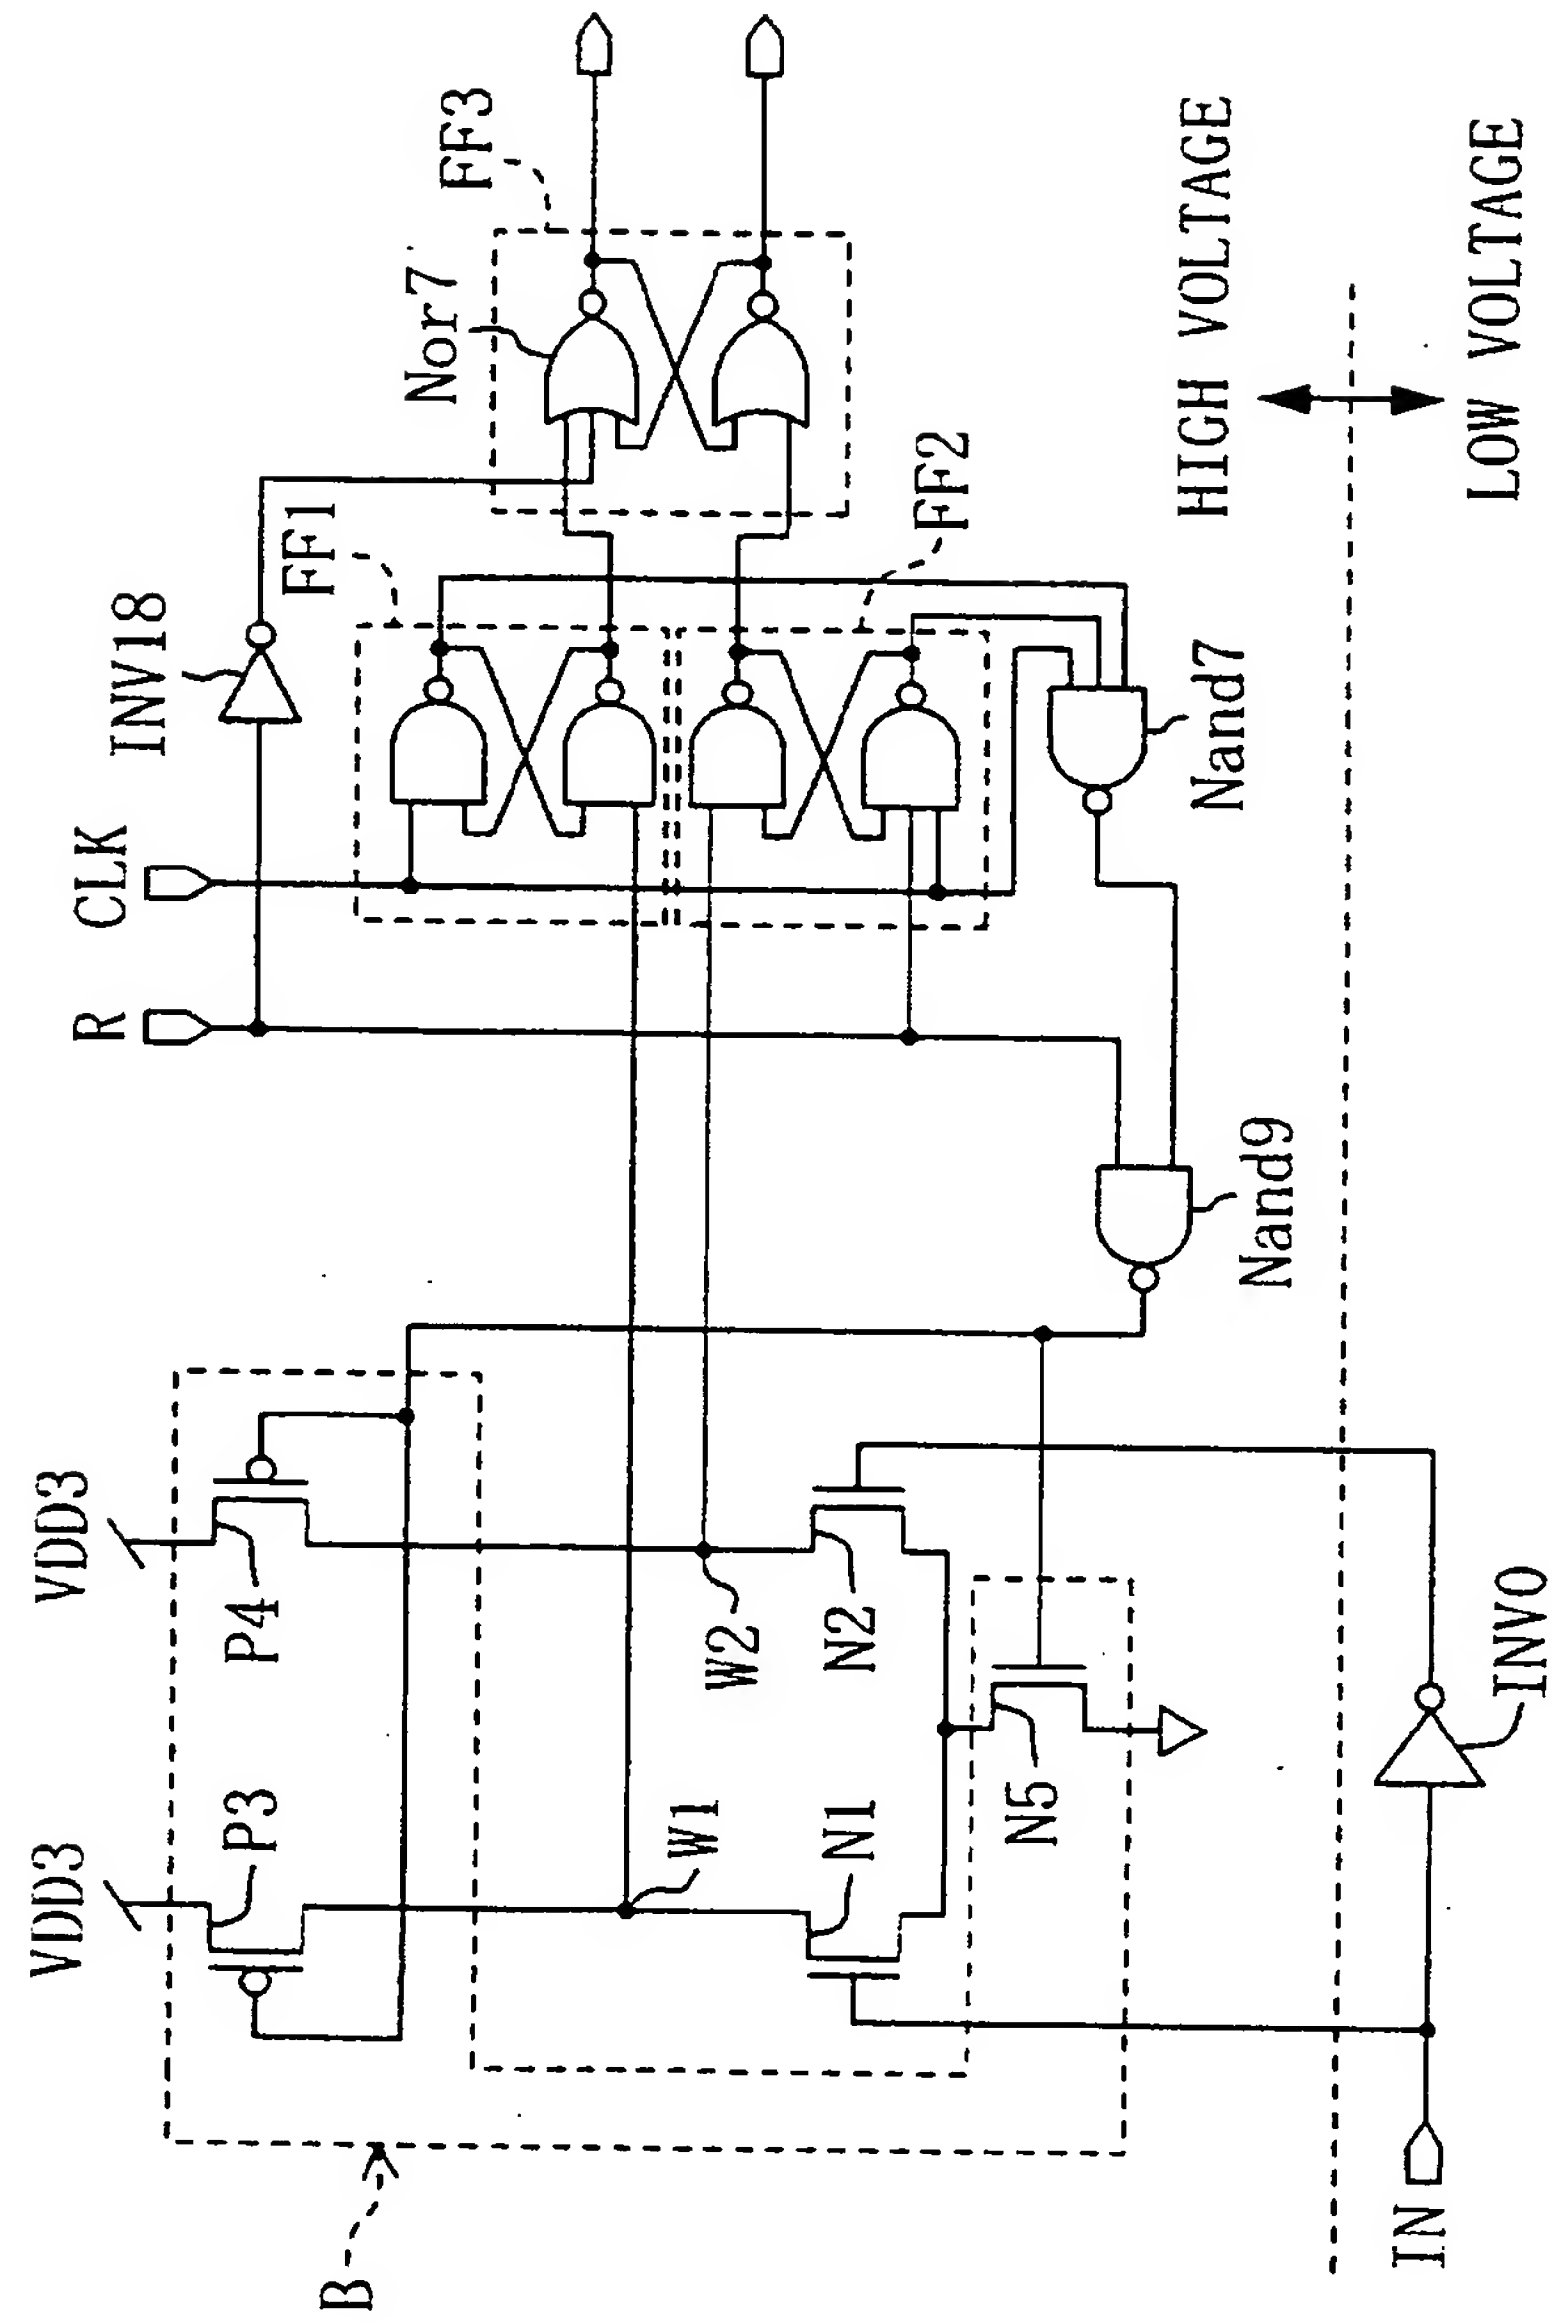 B
VDD3
VDD3
P3
P4
W1
W2
N1
N2
N5
IN
INV0
R
CLK
INV18
FF1
FF2
Nand9
Nand7
Nor7
FF3
HIGH VOLTAGE
LOW VOLTAGE